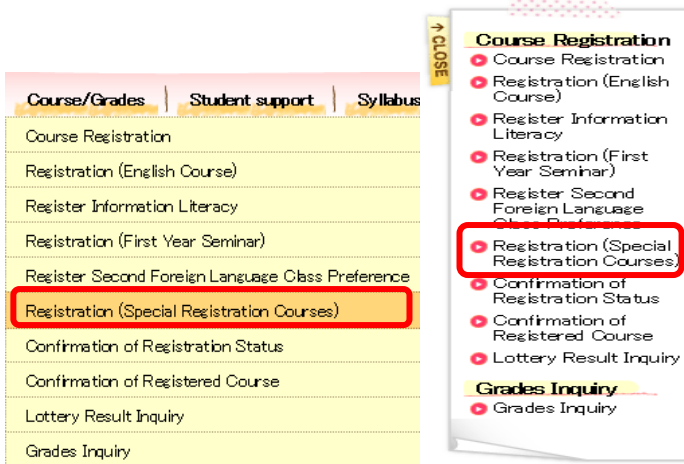 Course/Grades
Student support
Syllabus
Course Registration
Registration (English Course)
Register Information Literacy
Registration (First Year Seminar)
Register Second Foreign Language Class Preference
Registration (Special Registration Courses)
Confirmation of Registration Status
Confirmation of Registered Course
Lottery Result Inquiry
Grades Inquiry
→ CLOSE
Course Registration
Course Registration
Registration (English
Course)
Register Information
Literacy
Registration (First
Year Seminar)
Register Second
Foreign Language
Class Preference
Registration (Special
Registration Courses)
Confirmation of
Registration Status
Confirmation of
Registered Course
Lottery Result Inquiry
Grades Inquiry
Grades Inquiry